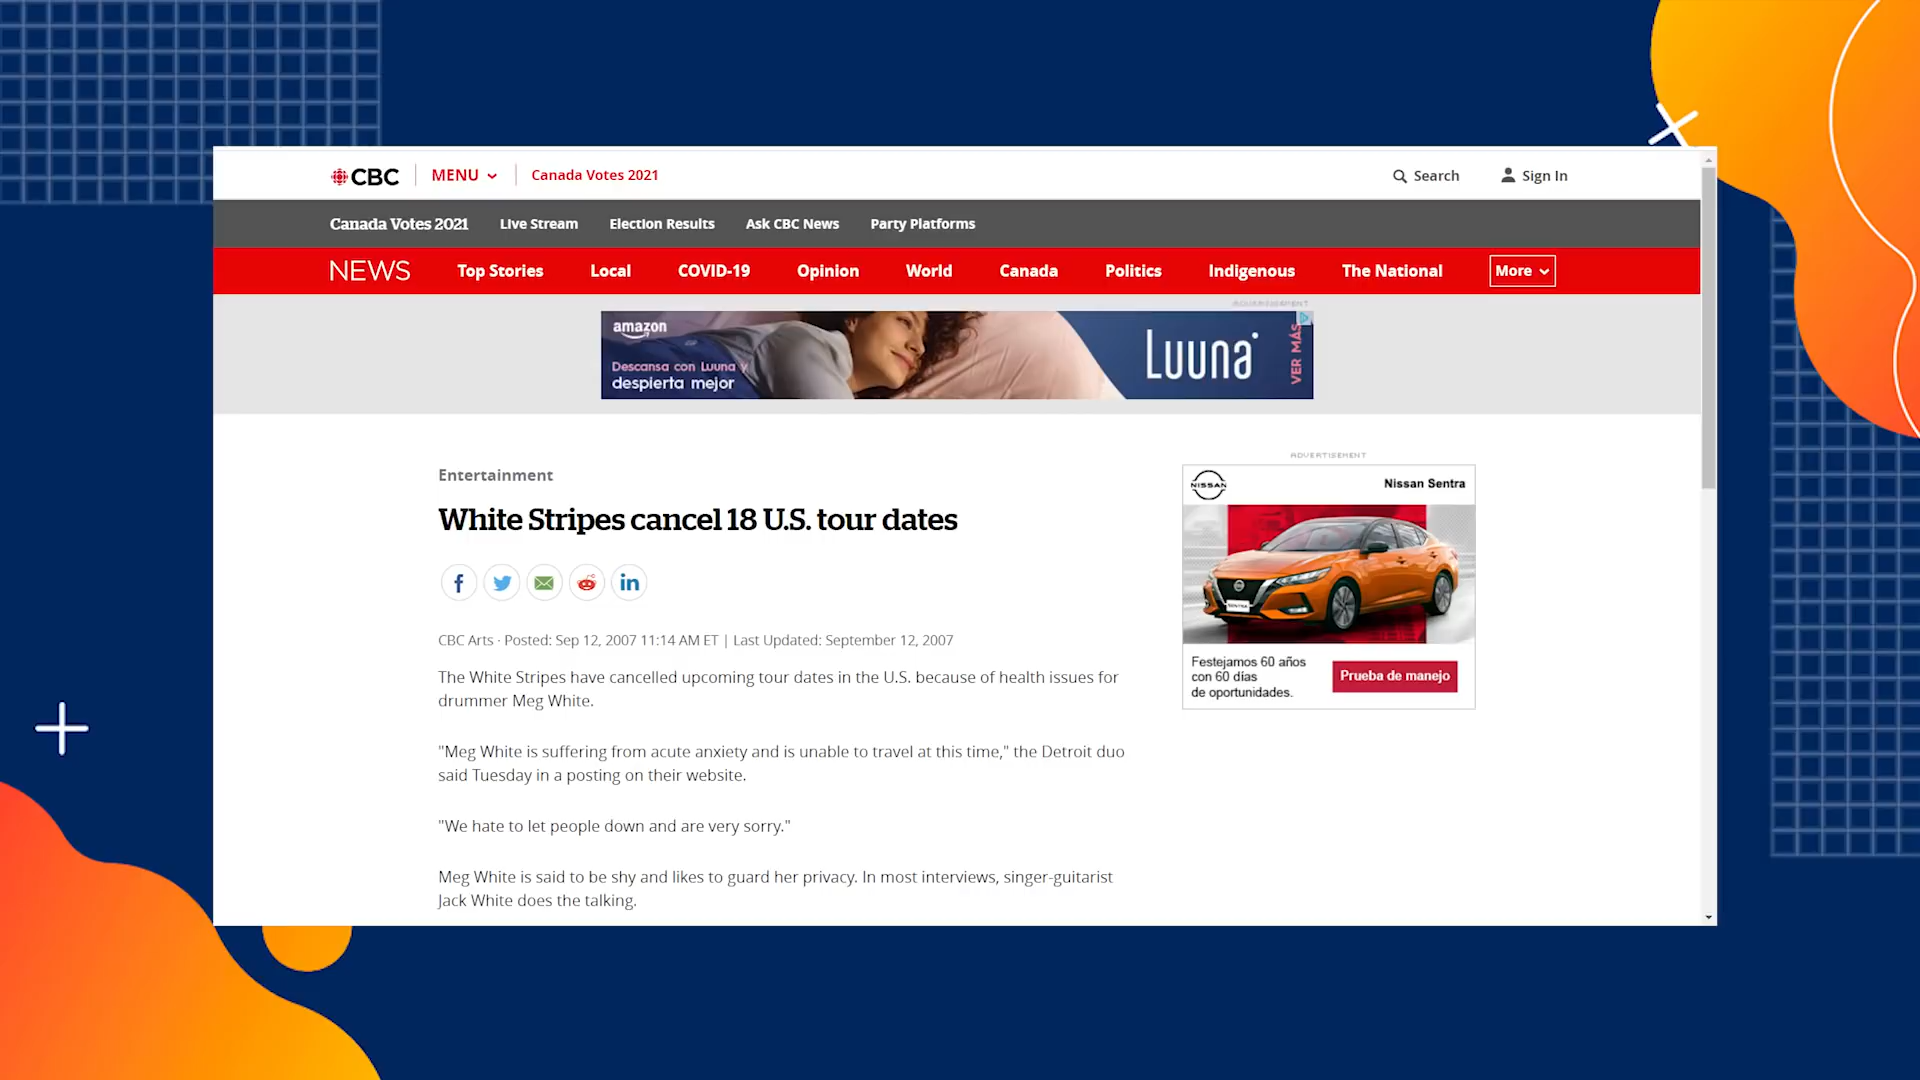 CBC
MENU
Canada Votes 2021
Search
Sign In
Canada Votes 2021
Live Stream
Election Results
Ask CBC News
Party Platforms
NEWS
Top Stories
Local
COVID-19
Opinion
World
Canada
Politics
Indigenous
The National
More
ADVERTISEMENT
amazon
Descansa con Luuna y
despierta mejor
Luuna
VER MÁS
Entertainment
White Stripes cancel 18 U.S. tour dates
CBC Arts · Posted: Sep 12, 2007 11:14 AM ET | Last Updated: September 12, 2007
The White Stripes have cancelled upcoming tour dates in the U.S. because of health issues for
drummer Meg White.
"Meg White is suffering from acute anxiety and is unable to travel at this time," the Detroit duo
said Tuesday in a posting on their website.
"We hate to let people down and are very sorry."
Meg White is said to be shy and likes to guard her privacy. In most interviews, singer-guitarist
Jack White does the talking.
ADVERTISEMENT
NISSAN
Nissan Sentra
SENTRA
Festejamos 60 años
con 60 días
de oportunidades.
Prueba de manejo